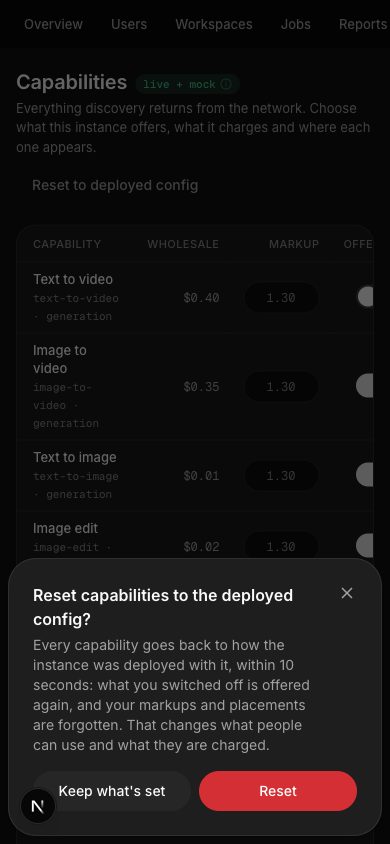 Overview Users Workspaces Jobs Reports
Capabilities live + mock
Everything discovery returns from the network. Choose
what this instance offers, what it charges and where each
one appears.
Reset to deployed config
CAPABILITY WHOLESALE MARKUP OFFE
Text to video
text-to-video $0.40 1.30
· generation
Image to
video
image-to- $0.35 1.30
video ·
generation
Text to image
text-to-image $0.01 1.30
· generation
Image edit
image-edit · $0.02 1.30
Reset capabilities to the deployed
config?
Every capability goes back to how the
instance was deployed with it, within 10
seconds: what you switched off is offered
again, and your markups and placements
are forgotten. That changes what people
can use and what they are charged.
Keep what's set Reset
N